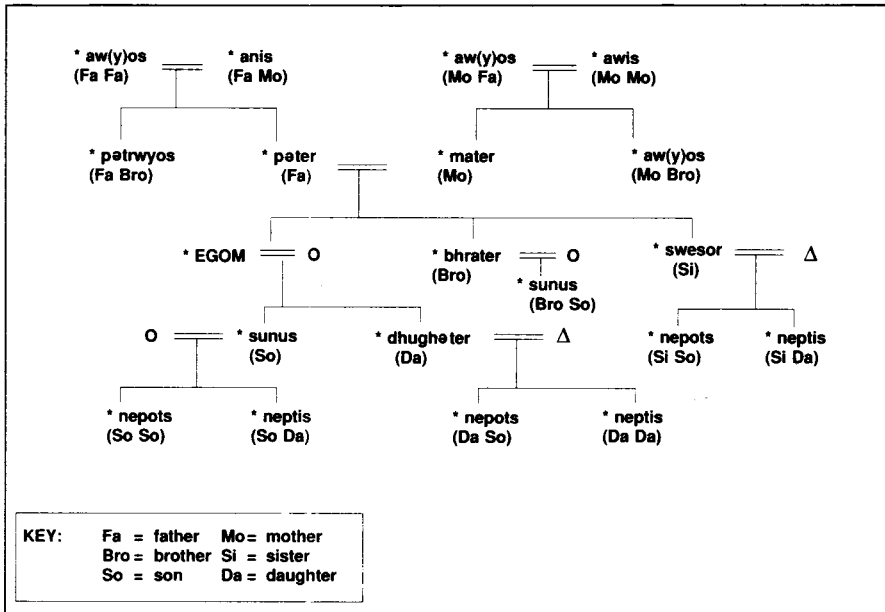 * aw(y)os * anis * aw(y)os * awis
(Fa Fa) (Fa Mo) (Mo Fa) (Mo Mo)
* pətrwyos * pəter * mater * aw(y)os
(Fa Bro) (Fa) (Mo) (Mo Bro)
* EGOM O * bhrater O * swesor Δ
(Bro) (Si)
* sunus
(Bro So)
O * sunus * dhughəter Δ * nepots * neptis
(So) (Da) (Si So) (Si Da)
* nepots * neptis * nepots * neptis
(So So) (So Da) (Da So) (Da Da)
KEY: Fa = father Mo = mother
Bro = brother Si = sister
So = son Da = daughter